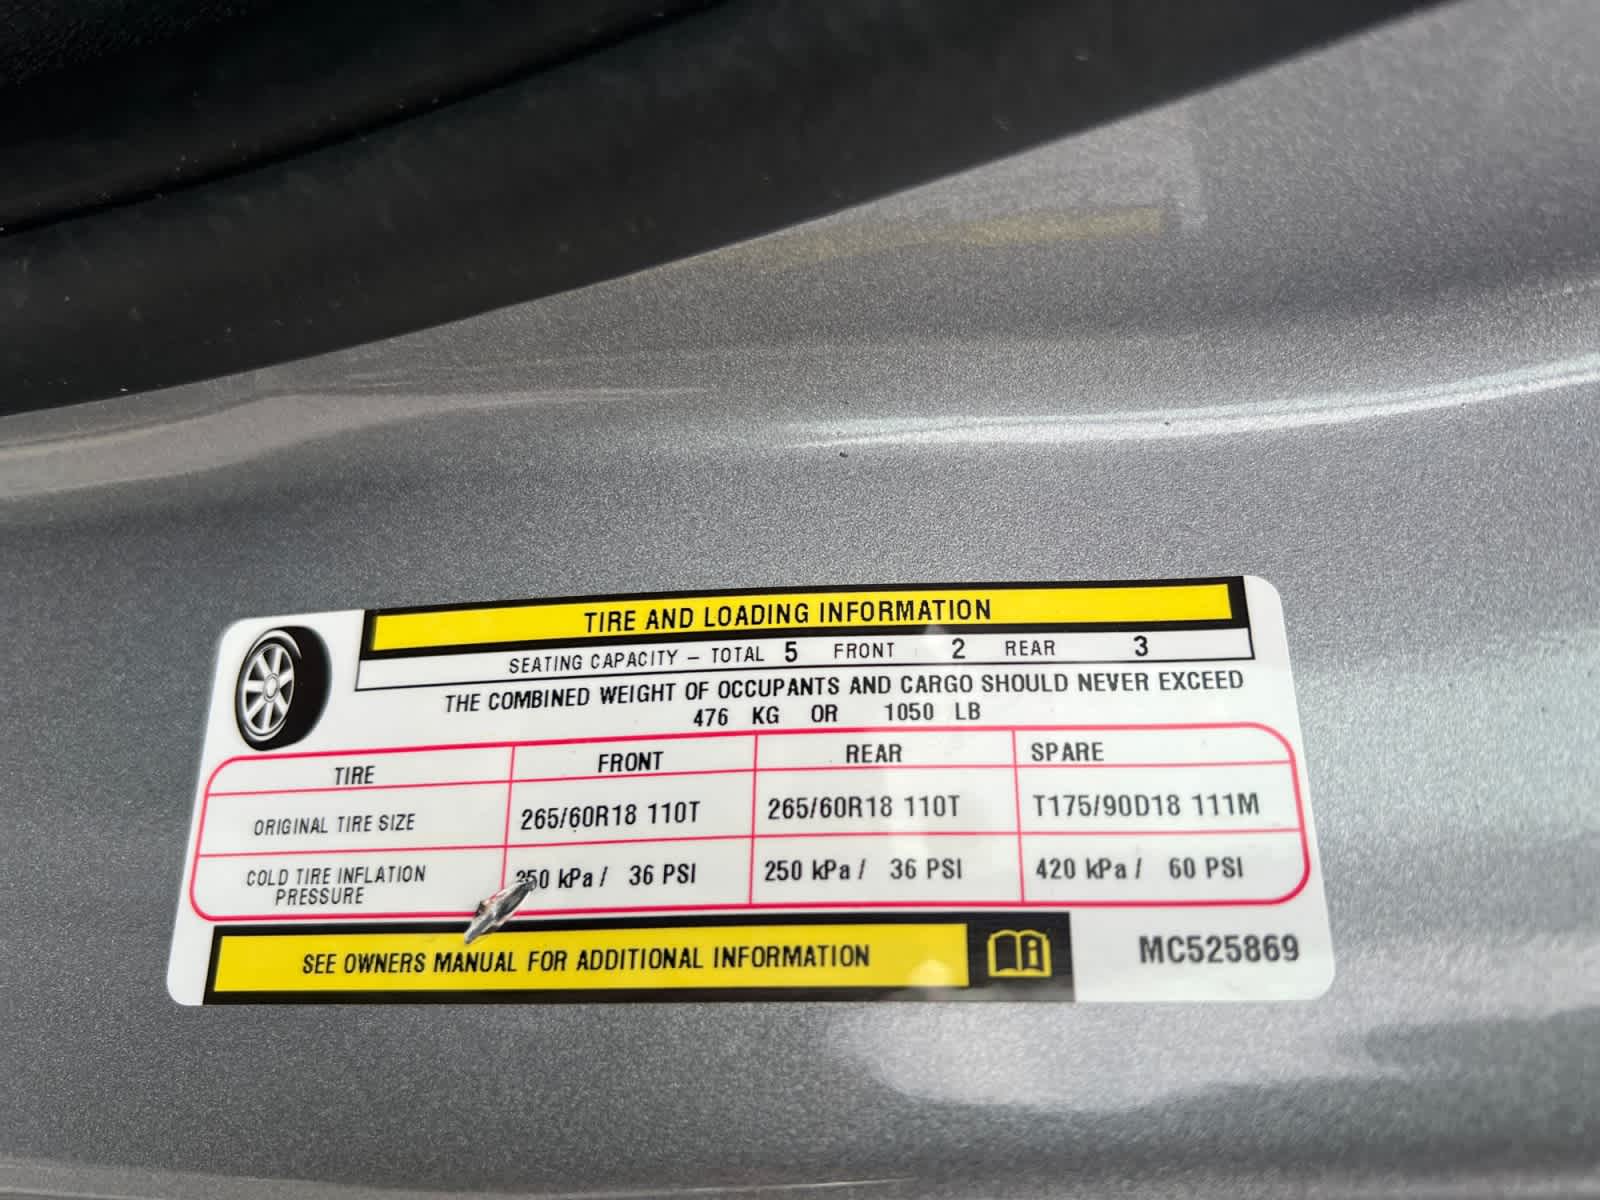 TIRE AND LOADING INFORMATION
SEATING CAPACITY – TOTAL 5 FRONT 2 REAR 3
THE COMBINED WEIGHT OF OCCUPANTS AND CARGO SHOULD NEVER EXCEED
476 KG OR 1050 LB
TIRE FRONT REAR SPARE
ORIGINAL TIRE SIZE 265/60R18 110T 265/60R18 110T T175/90D18 111M
COLD TIRE INFLATION PRESSURE 250 kPa / 36 PSI 250 kPa / 36 PSI 420 kPa / 60 PSI
SEE OWNERS MANUAL FOR ADDITIONAL INFORMATION
MC525869